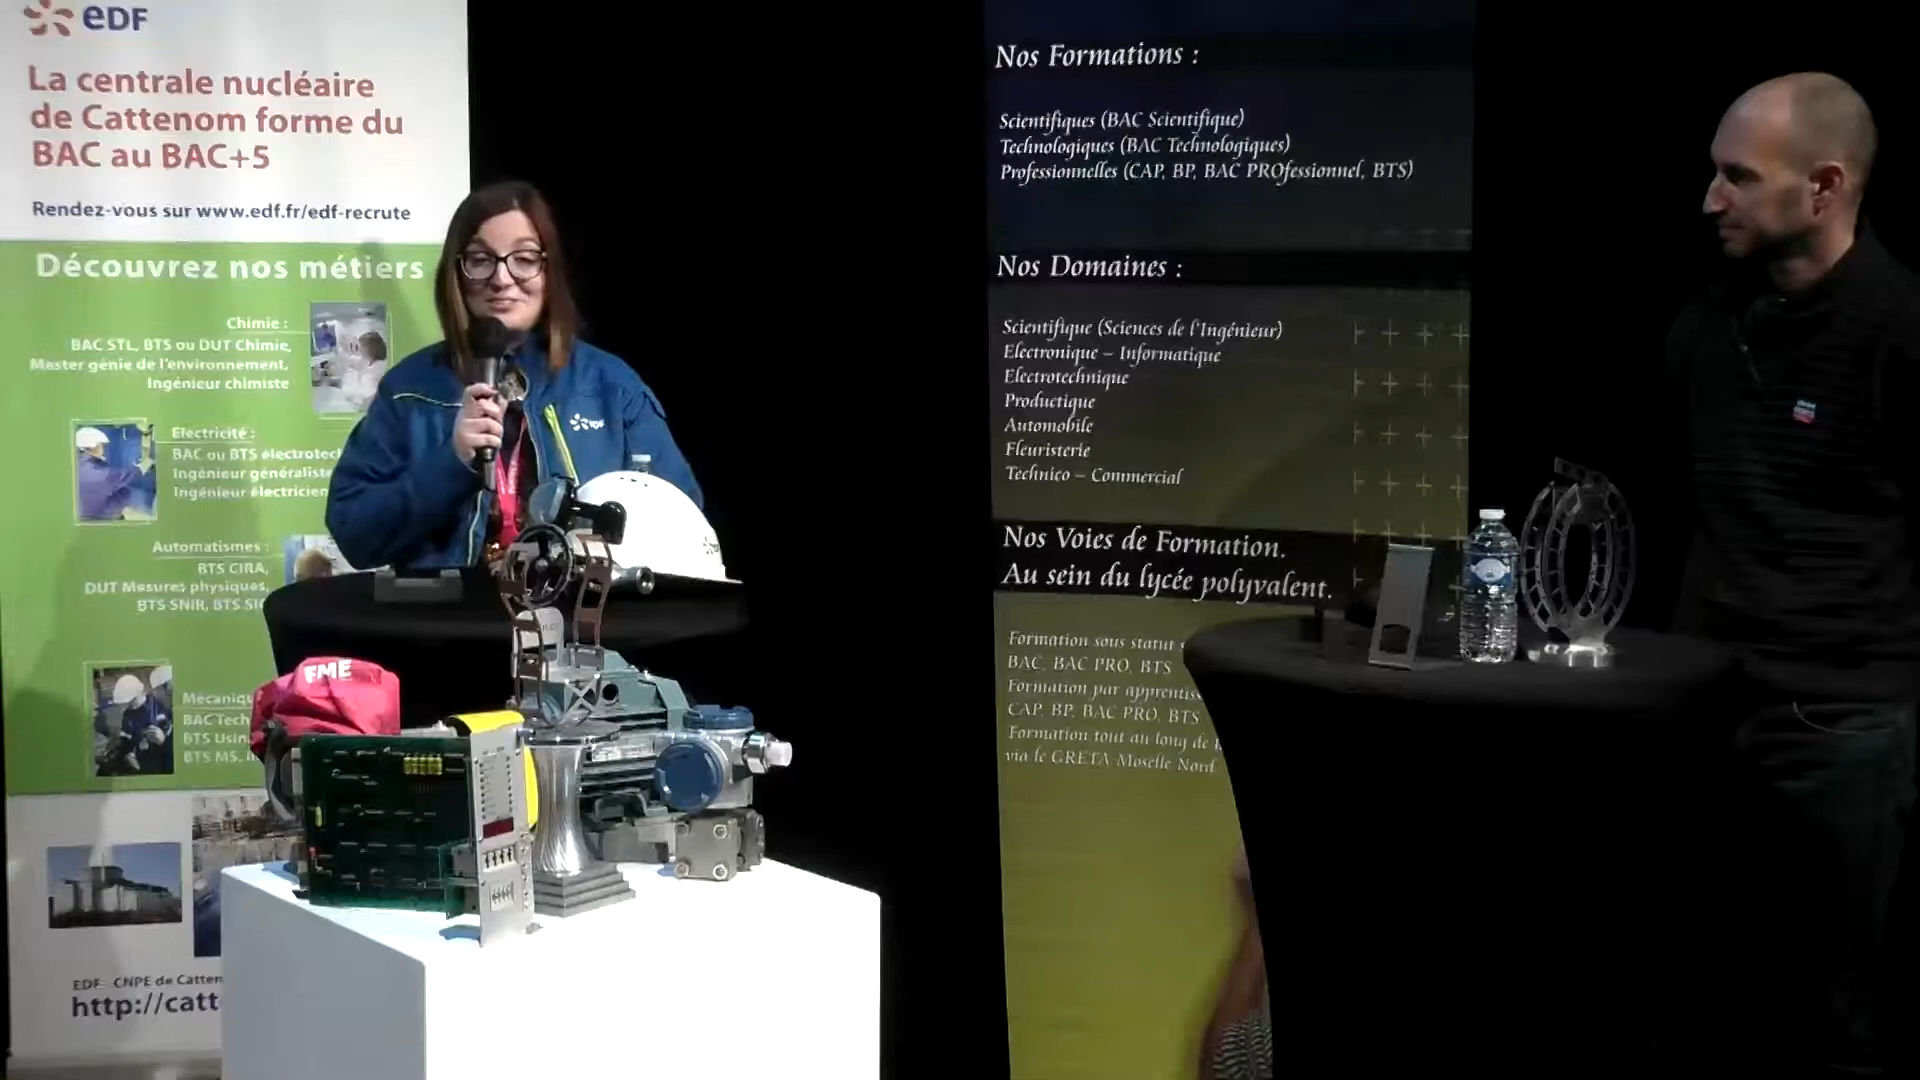 eDF
La centrale nucléaire
de Cattenom forme du
BAC au BAC+5
Rendez-vous sur www.edf.fr/edf-recrute
Découvrez nos métiers
Chimie :
BAC STL, BTS ou DUT Chimie,
Master génie de l'environnement,
Ingénieur chimiste
Electricité :
BAC ou BTS électrotec
Ingénieur généraliste
Ingénieur électricien
Automatismes :
BTS CIRA,
DUT Mesures physiques,
BTS SNIR, BTS
Mécaniqu
BAC Tech
BTS Usin
BTS MS,
EDF CNPE de Catten
http://catt
eDF
FME
Nos Formations :
Scientifiques (BAC Scientifique)
Technologiques (BAC Technologiques)
Professionnelles (CAP, BP, BAC PROfessionnel, BTS)
Nos Domaines :
Scientifique (Sciences de l'Ingénieur)
Electronique – Informatique
Electrotechnique
Productique
Automobile
Fleuristerie
Technico – Commercial
Nos Voies de Formation.
Au sein du lycée polyvalent.
Formation sous statut
BAC, BAC PRO, BTS
Formation par apprentis
CAP, BP, BAC PRO, BTS
Formation tout au long de
via le GRETA Moselle Nord